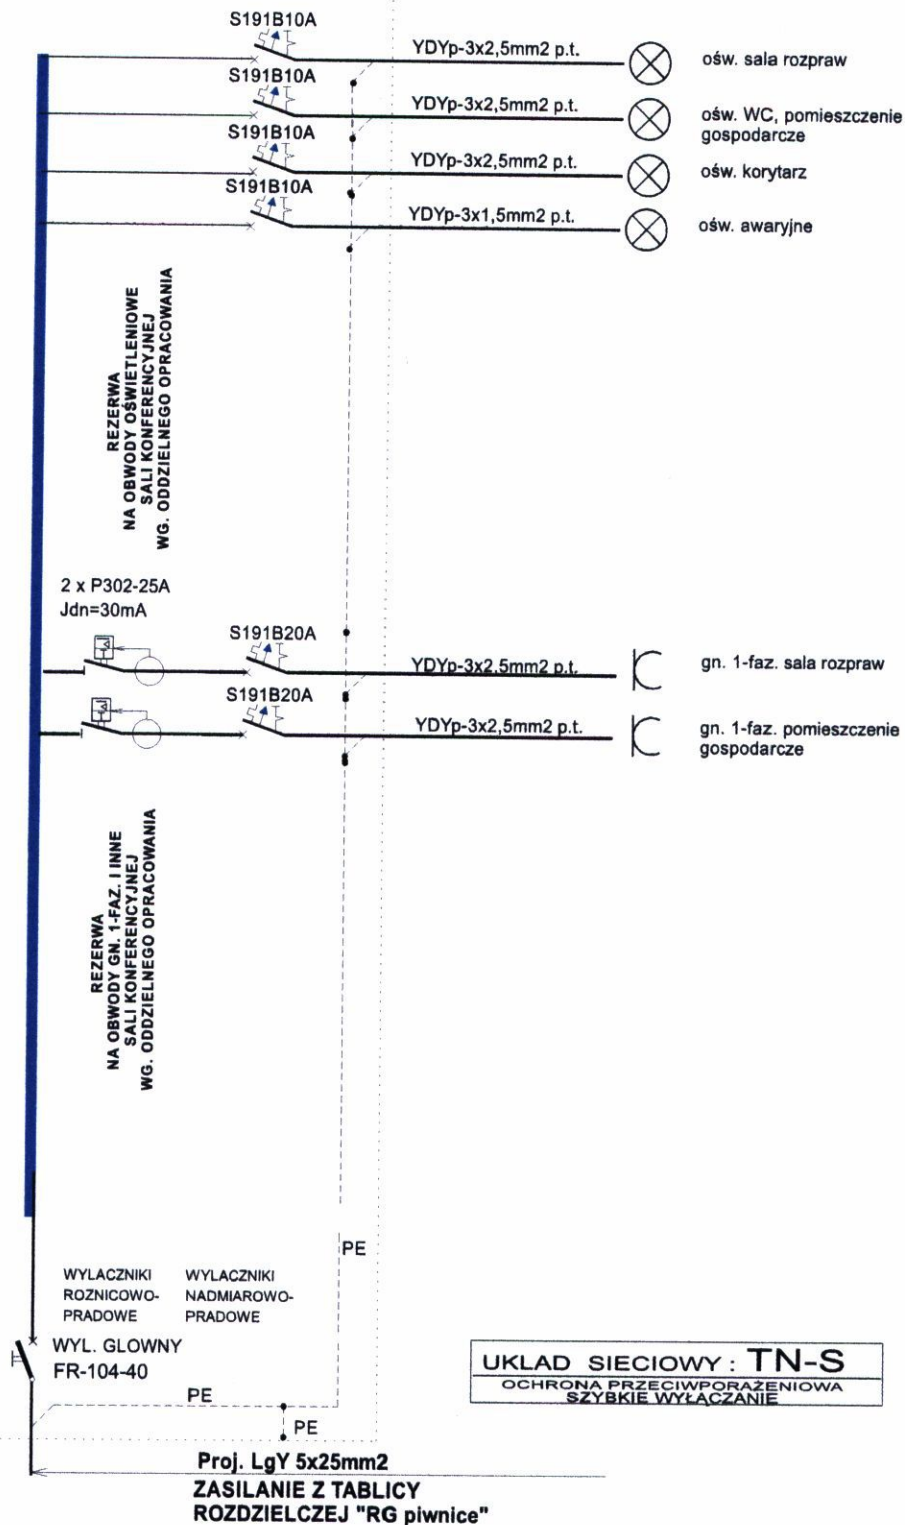 S191B10A
YDYp-3x2,5mm2 p.t.
ośw. sala rozpraw
S191B10A
YDYp-3x2,5mm2 p.t.
ośw. WC, pomieszczenie
gospodarcze
S191B10A
YDYp-3x2,5mm2 p.t.
ośw. korytarz
S191B10A
YDYp-3x1,5mm2 p.t.
ośw. awaryjne
REZERWA
NA OBWODY OŚWIETLENIOWE
SALI KONFERENCYJNEJ
WG. ODDZIELNEGO OPRACOWANIA
2 x P302-25A
Jdn=30mA
S191B20A
YDYp-3x2,5mm2 p.t.
gn. 1-faz. sala rozpraw
S191B20A
YDYp-3x2,5mm2 p.t.
gn. 1-faz. pomieszczenie
gospodarcze
REZERWA
NA OBWODY GN. 1-FAZ. I INNE
SALI KONFERENCYJNEJ
WG. ODDZIELNEGO OPRACOWANIA
PE
WYLACZNIKI
ROZNICOWO-
PRADOWE
WYLACZNIKI
NADMIAROWO-
PRADOWE
WYL. GLOWNY
FR-104-40
PE
PE
UKLAD SIECIOWY : TN-S
OCHRONA PRZECIWPORAŻENIOWA
SZYBKIE WYŁĄCZANIE
Proj. LgY 5x25mm2
ZASILANIE Z TABLICY
ROZDZIELCZEJ "RG piwnice"